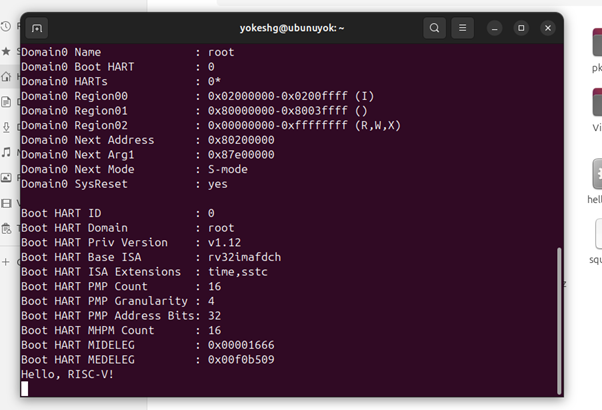 yokeshg@ubunuyok: ~
Domain0 Name : root
Domain0 Boot HART : 0
Domain0 HARTs : 0*
Domain0 Region00 : 0x02000000-0x0200ffff (I)
Domain0 Region01 : 0x80000000-0x8003ffff ()
Domain0 Region02 : 0x00000000-0xffffffff (R,W,X)
Domain0 Next Address : 0x80200000
Domain0 Next Arg1 : 0x87e00000
Domain0 Next Mode : S-mode
Domain0 SysReset : yes
Boot HART ID : 0
Boot HART Domain : root
Boot HART Priv Version : v1.12
Boot HART Base ISA : rv32imafdch
Boot HART ISA Extensions : time,sstc
Boot HART PMP Count : 16
Boot HART PMP Granularity : 4
Boot HART PMP Address Bits: 32
Boot HART MHPM Count : 16
Boot HART MIDELEG : 0x00001666
Boot HART MEDELEG : 0x00f0b509
Hello, RISC-V!
pk
Vi
hell
squ